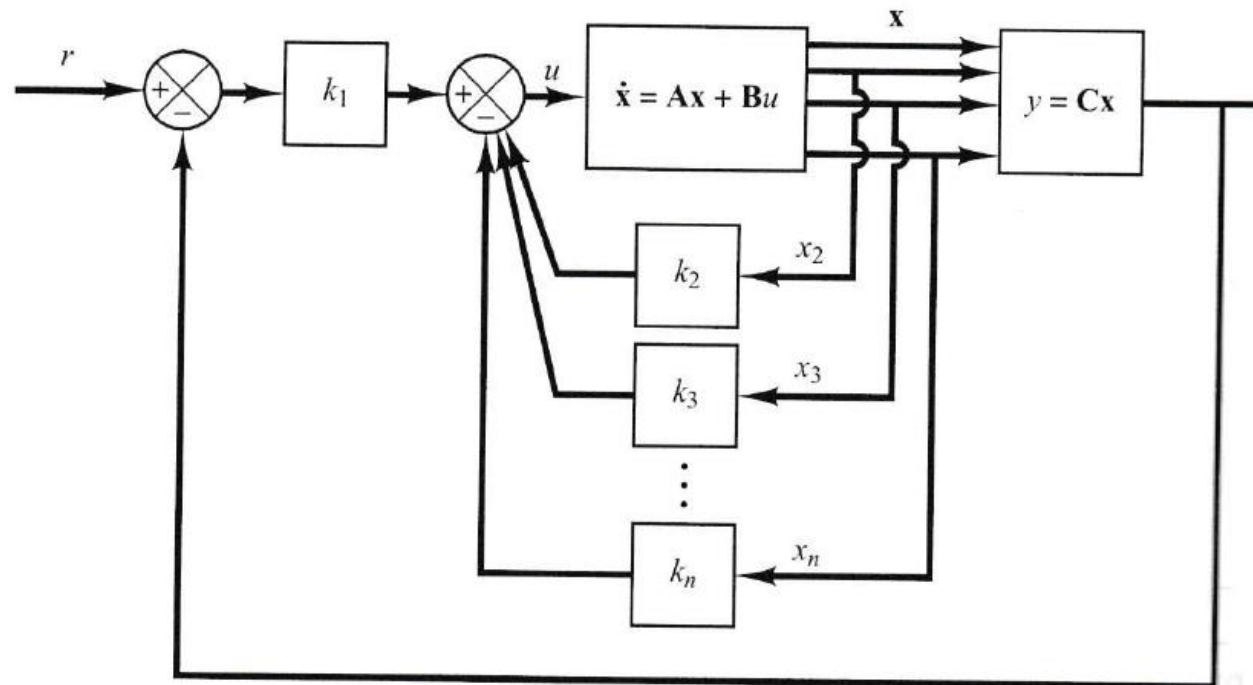 r
+
−
k₁
+
−
u
ẋ = Ax + Bu
x
y = Cx
k₂
x₂
k₃
x₃
⋮
kₙ
xₙ